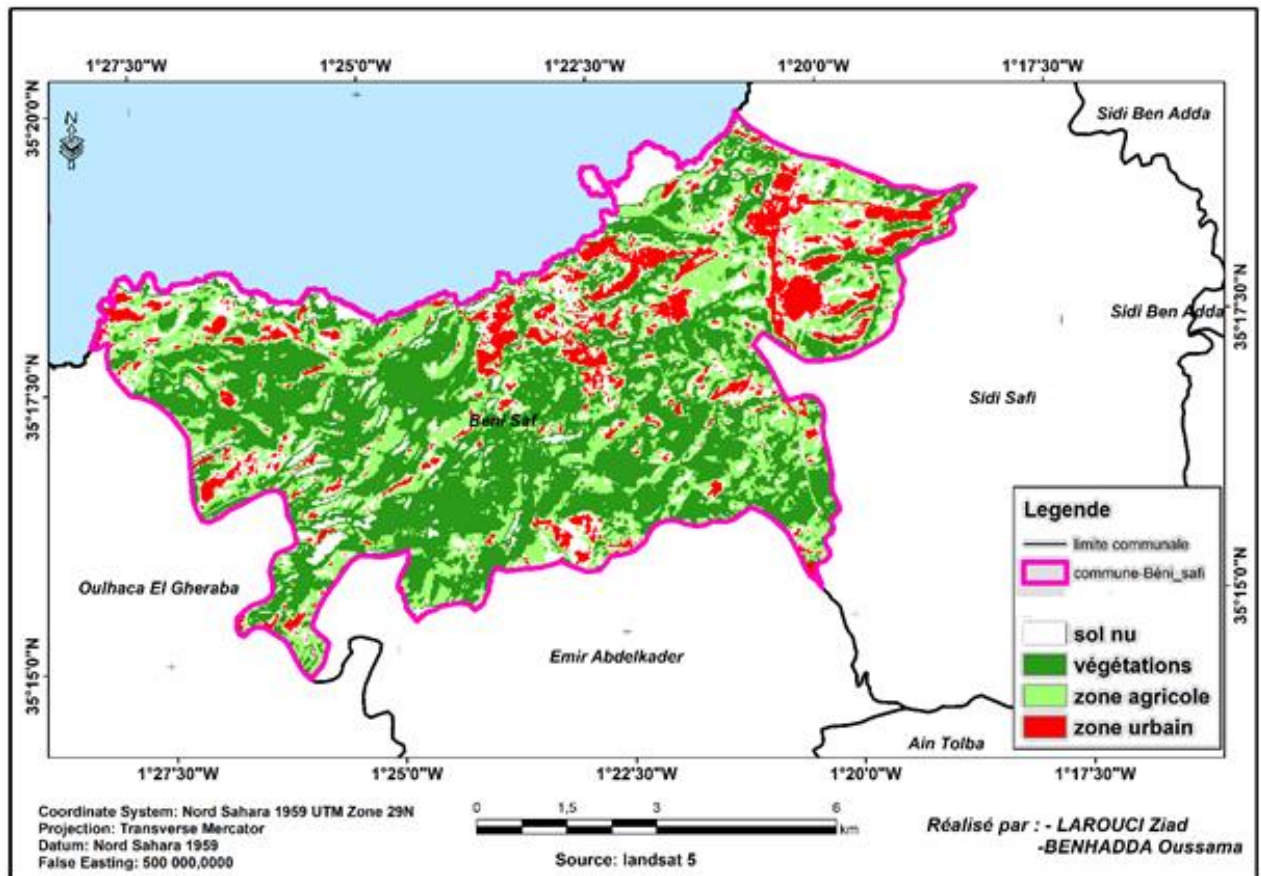 1°27'30"W 1°25'0"W 1°22'30"W 1°20'0"W 1°17'30"W
35°20'0"N
N
Sidi Ben Adda
35°17'30"N
Sidi Ben Adda
35°17'30"N
Sidi Safi
Beni Saf
Legende
limite communale
commune-Béni_safi
sol nu
végétations
zone agricole
zone urbain
Oulhaca El Gheraba
35°15'0"N
Emir Abdelkader
35°15'0"N
Ain Tolba
1°27'30"W 1°25'0"W 1°22'30"W 1°20'0"W 1°17'30"W
Coordinate System: Nord Sahara 1959 UTM Zone 29N
Projection: Transverse Mercator
Datum: Nord Sahara 1959
False Easting: 500 000,0000
0 1,5 3 6
km
Source: landsat 5
Réalisé par : - LAROUCI Ziad
-BENHADDA Oussama